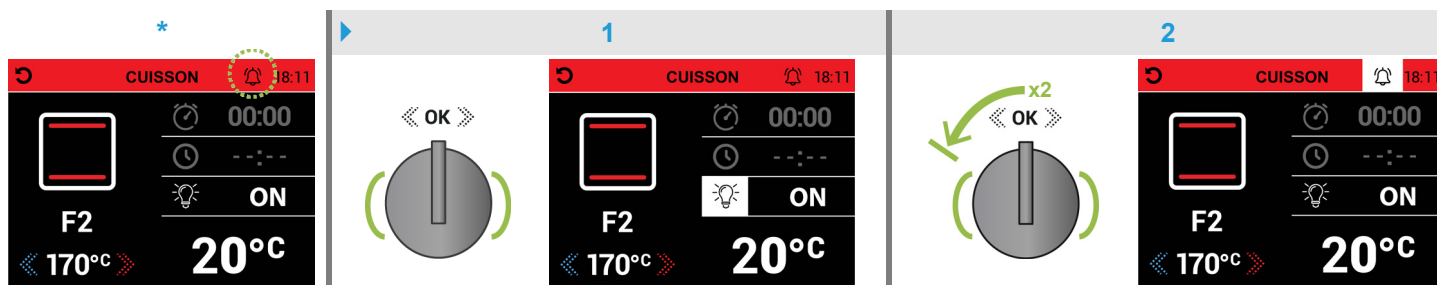 *
CUISSON 18:11
00:00
--:--
ON
F2
170°C
20°C
1
OK
CUISSON 18:11
00:00
--:--
ON
F2
170°C
20°C
2
x2
OK
CUISSON 18:11
00:00
--:--
ON
F2
170°C
20°C